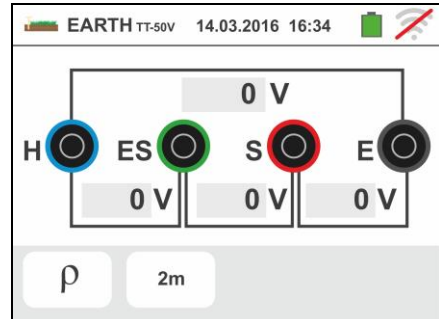 EARTH TT-50V 14.03.2016 16:34
0 V
H ES S E
0 V 0 V 0 V
ρ 2m